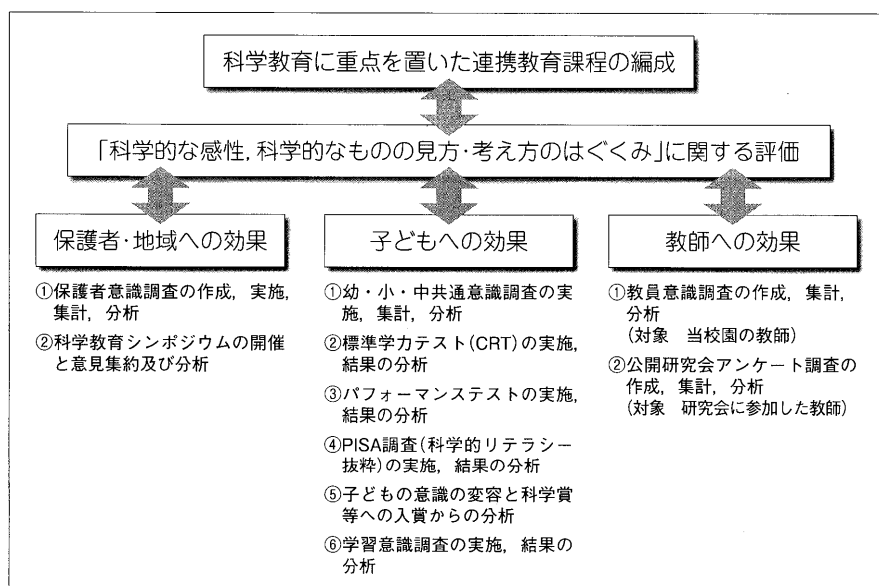 科学教育に重点を置いた連携教育課程の編成
「科学的な感性,科学的なものの見方・考え方のはぐくみ」に関する評価
保護者・地域への効果
①保護者意識調査の作成,実施,
集計,分析
②科学教育シンポジウムの開催
と意見集約及び分析
子どもへの効果
①幼・小・中共通意識調査の実
施,集計,分析
②標準学力テスト(CRT)の実施,
結果の分析
③パフォーマンステストの実施,
結果の分析
④PISA調査(科学的リテラシー
抜粋)の実施,結果の分析
⑤子どもの意識の変容と科学賞
等への入賞からの分析
⑥学習意識調査の実施,結果の
分析
教師への効果
①教員意識調査の作成,集計,
分析
(対象 当校園の教師)
②公開研究会アンケート調査の
作成,集計,分析
(対象 研究会に参加した教師)